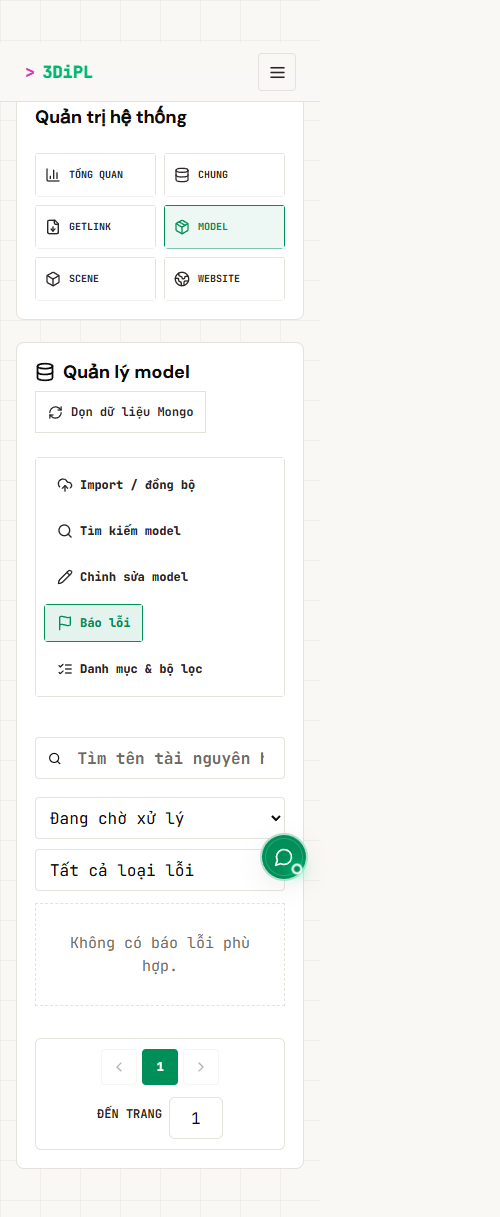 > 3DiPL
Quản trị hệ thống
TỔNG QUAN
CHUNG
GETLINK
MODEL
SCENE
WEBSITE
Quản lý model
Dọn dữ liệu Mongo
Import / đồng bộ
Tìm kiếm model
Chỉnh sửa model
Báo lỗi
Danh mục & bộ lọc
Tìm tên tài nguyên
Đang chờ xử lý
Tất cả loại lỗi
Không có báo lỗi phù
hợp.
1
ĐẾN TRANG
1